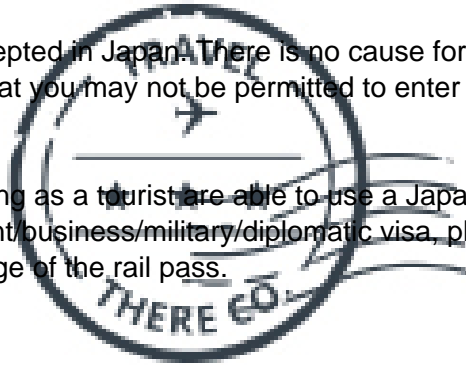 epted in Japan. There is no cause for
at you may not be permitted to enter
ng as a tourist are able to use a Japa
nt/business/military/diplomatic visa, pl
ge of the rail pass.
TRAVEL
THERE CO.